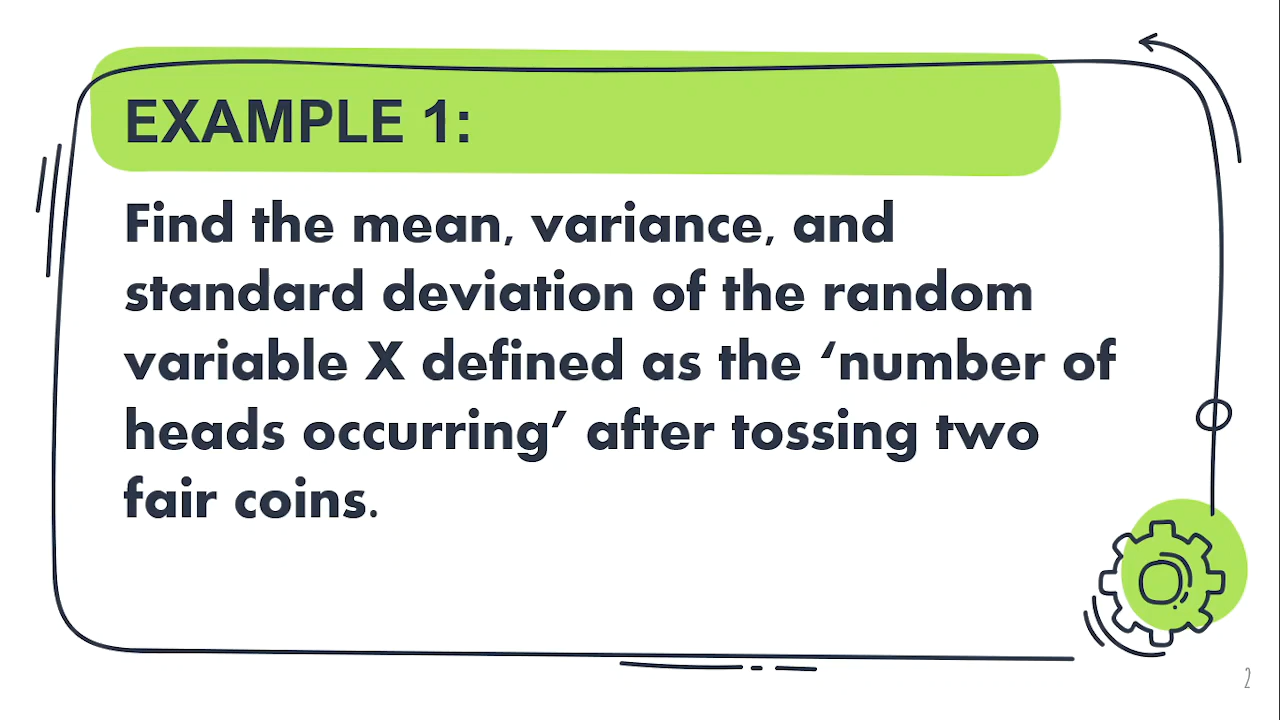 EXAMPLE 1:
Find the mean, variance, and
standard deviation of the random
variable X defined as the ‘number of
heads occurring’ after tossing two
fair coins.
2